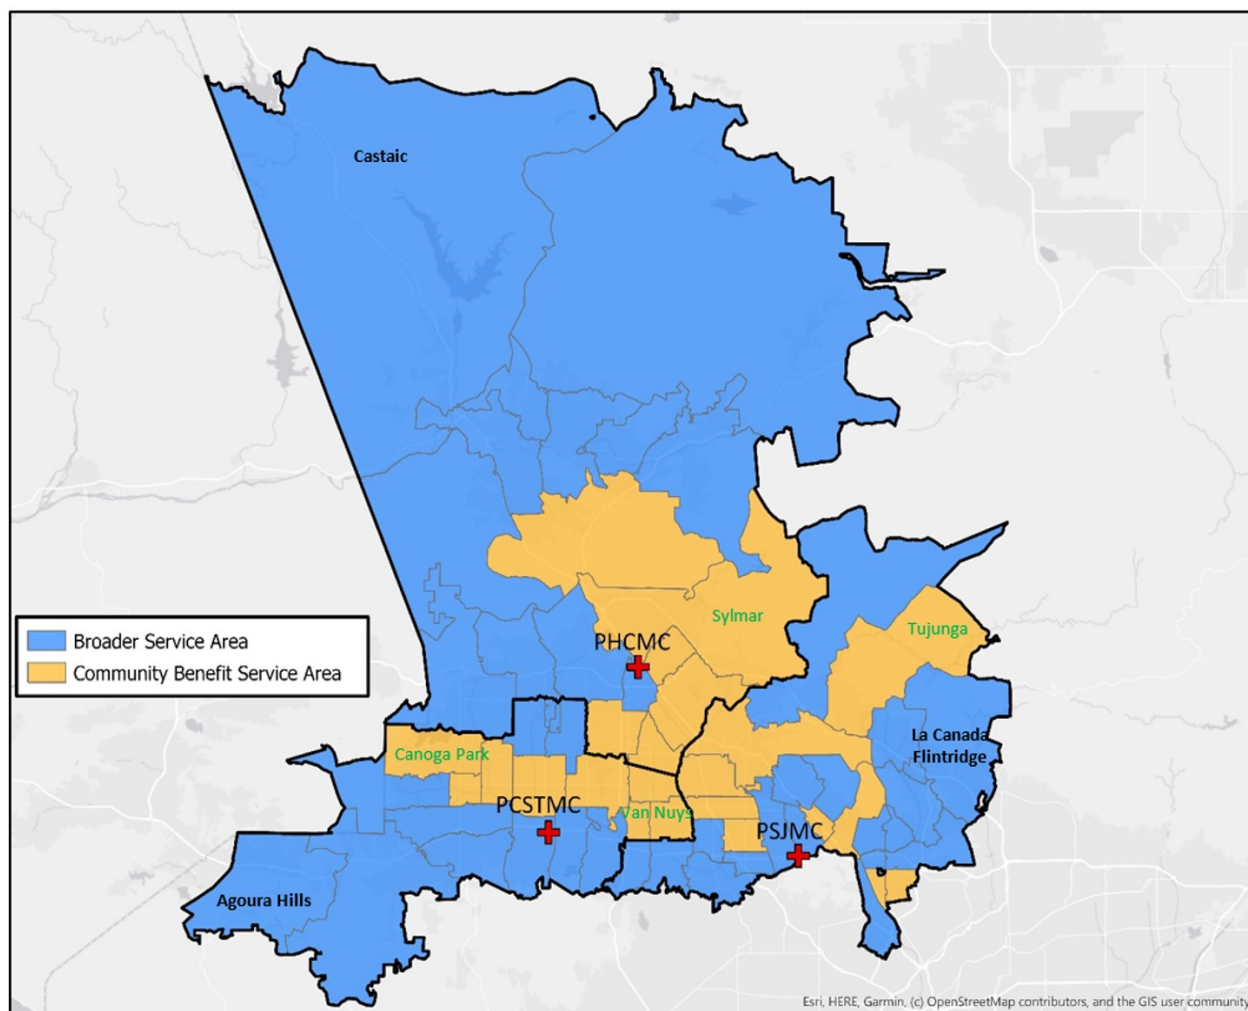 Castaic
Sylmar
Tujunga
Broader Service Area
Community Benefit Service Area
PHCMC
La Canada
Flintridge
Canoga Park
PCSTMC
Van Nuys
PSJMC
Agoura Hills
Esri, HERE, Garmin, (c) OpenStreetMap contributors, and the GIS user community